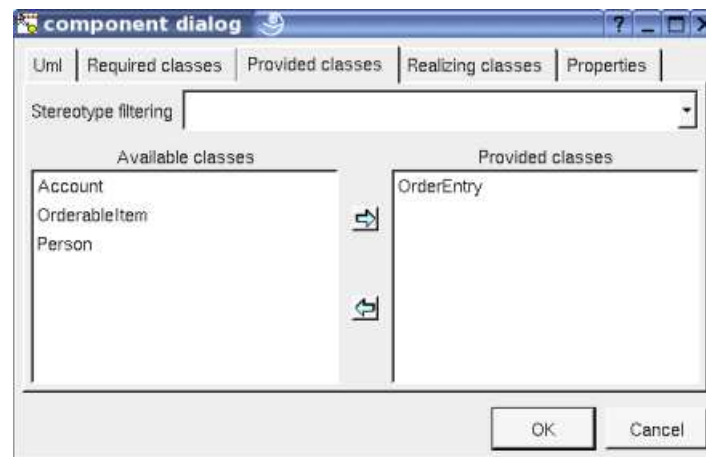 component dialog
Uml Required classes Provided classes Realizing classes Properties
Stereotype filtering
Available classes Provided classes
Account OrderEntry
OrderableItem
Person
OK Cancel